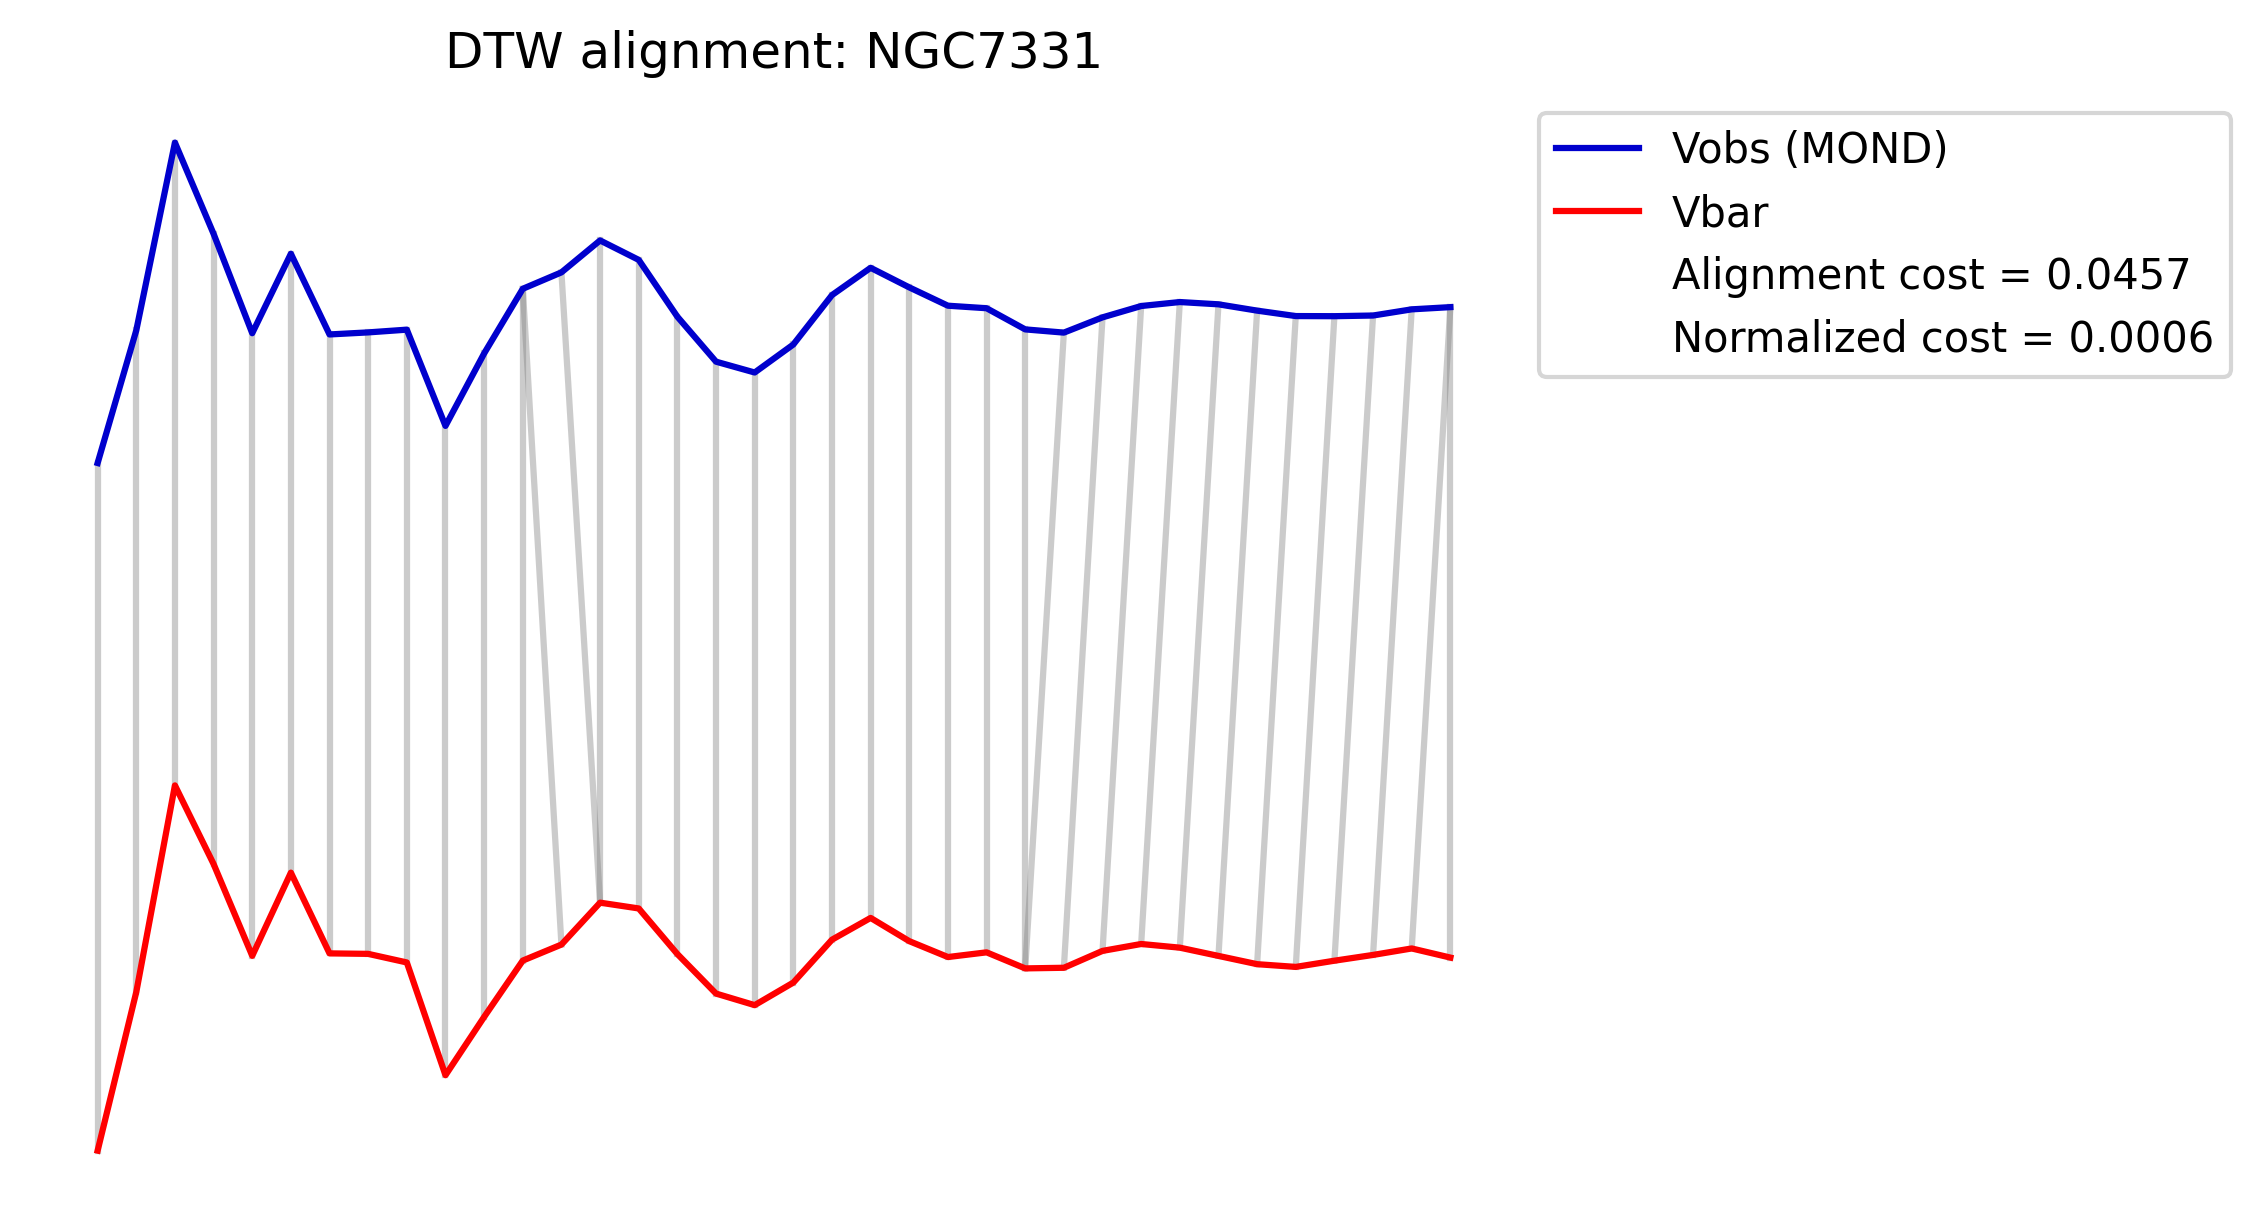 DTW alignment: NGC7331
Vobs (MOND)
Vbar
Alignment cost = 0.0457
Normalized cost = 0.0006